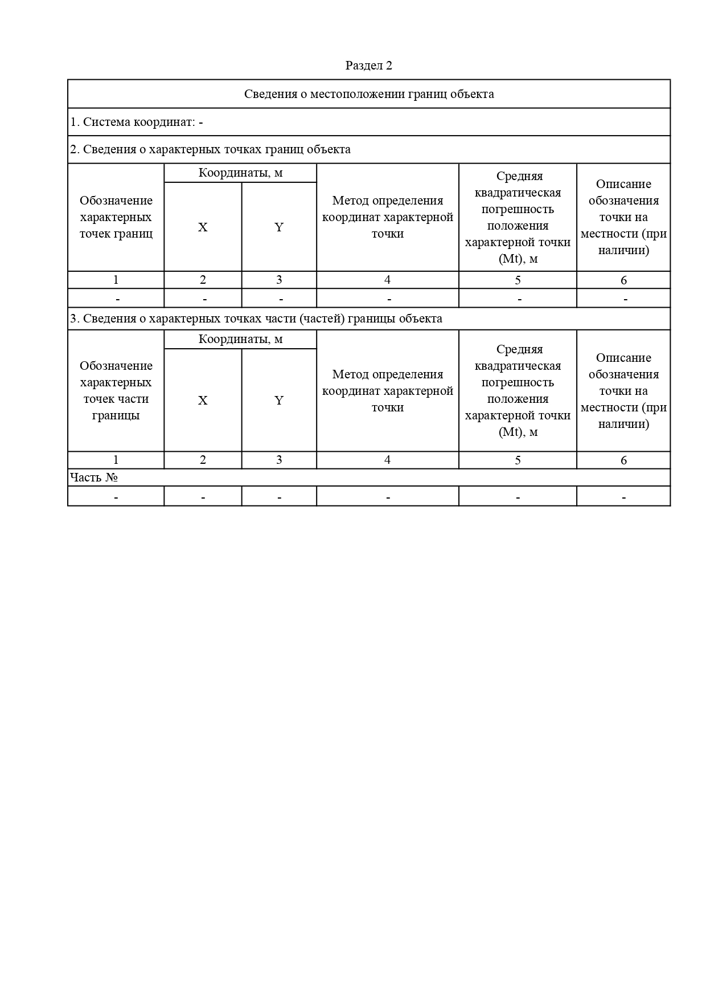 Раздел 2
Сведения о местоположении границ объекта
1. Система координат: -
2. Сведения о характерных точках границ объекта
Обозначение
характерных
точек границ
Координаты, м
X
Y
Метод определения
координат характерной
точки
Средняя
квадратическая
погрешность
положения
характерной точки
(Mt), м
Описание
обозначения
точки на
местности (при
наличии)
1 2 3 4 5 6
- - - - - -
3. Сведения о характерных точках части (частей) границы объекта
Обозначение
характерных
точек части
границы
Координаты, м
X
Y
Метод определения
координат характерной
точки
Средняя
квадратическая
погрешность
положения
характерной точки
(Mt), м
Описание
обозначения
точки на
местности (при
наличии)
1 2 3 4 5 6
Часть №
- - - - - -